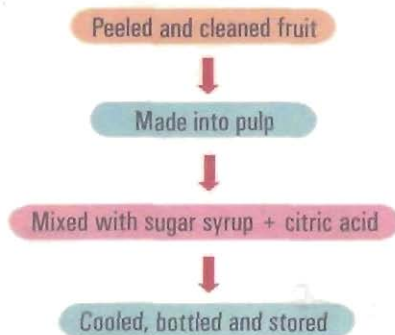 Peeled and cleaned fruit
Made into pulp
Mixed with sugar syrup + citric acid
Cooled, bottled and stored